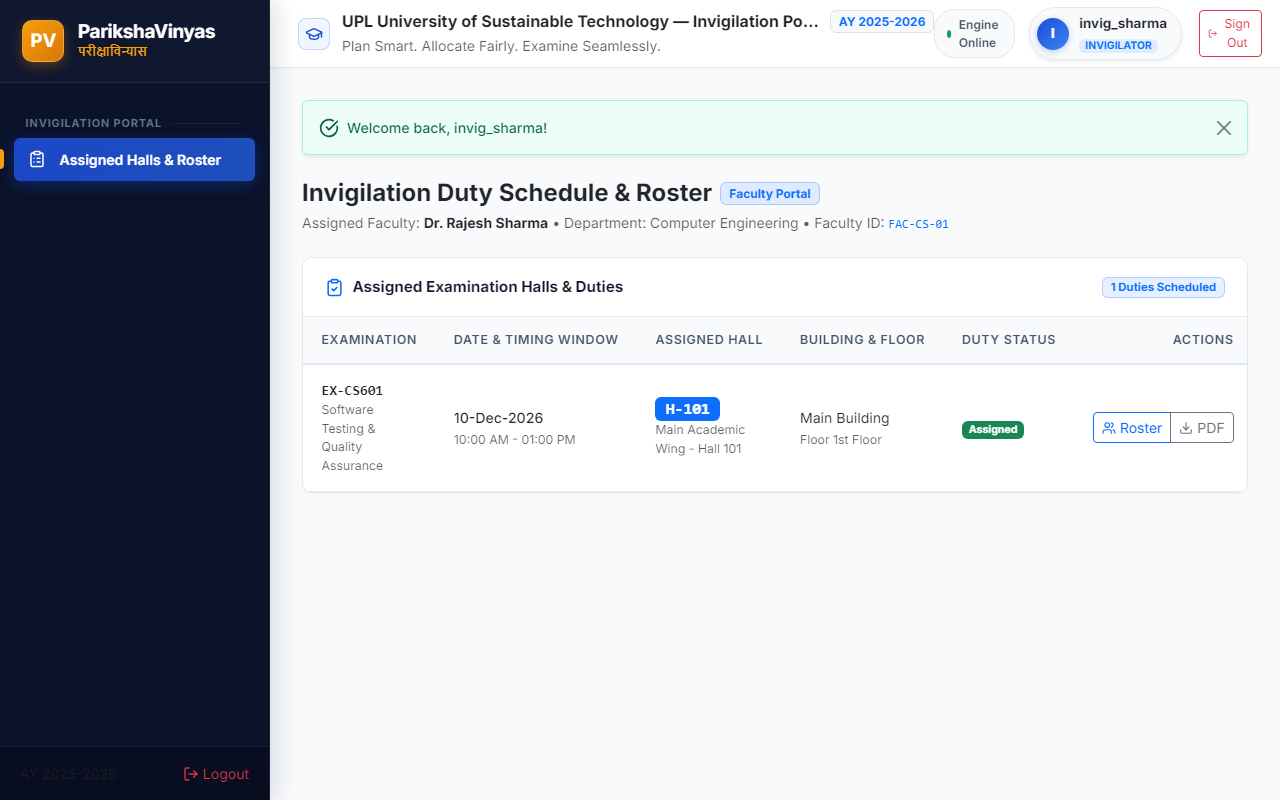 PV
ParikshaVinyas
परीक्षाविन्यास
INVIGILATION PORTAL
Assigned Halls & Roster
AY 2025-2026
Logout
UPL University of Sustainable Technology — Invigilation Po...
Plan Smart. Allocate Fairly. Examine Seamlessly.
AY 2025-2026
Engine
Online
I
invig_sharma
INVIGILATOR
Sign
Out
Welcome back, invig_sharma!
Invigilation Duty Schedule & Roster
Faculty Portal
Assigned Faculty: Dr. Rajesh Sharma • Department: Computer Engineering • Faculty ID: FAC-CS-01
Assigned Examination Halls & Duties
1 Duties Scheduled
EXAMINATION DATE & TIMING WINDOW ASSIGNED HALL BUILDING & FLOOR DUTY STATUS ACTIONS
EX-CS601
Software
Testing &
Quality
Assurance
10-Dec-2026
10:00 AM - 01:00 PM
H-101
Main Academic
Wing - Hall 101
Main Building
Floor 1st Floor
Assigned
Roster
PDF